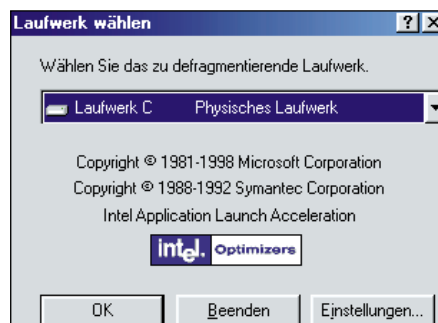 Laufwerk wählen
Wählen Sie das zu defragmentierende Laufwerk.
Laufwerk C Physisches Laufwerk
Copyright © 1981-1998 Microsoft Corporation
Copyright © 1988-1992 Symantec Corporation
Intel Application Launch Acceleration
intel. Optimizers
OK Beenden Einstellungen...